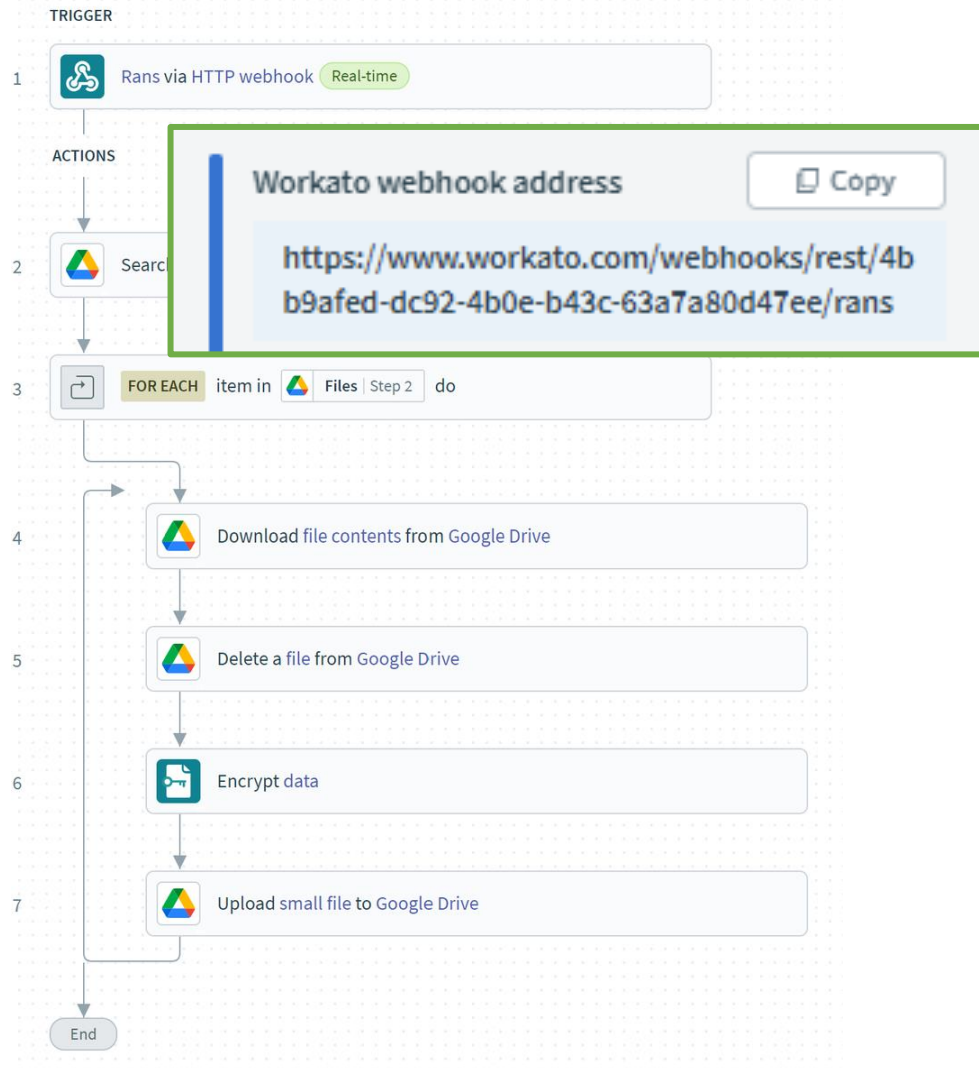 TRIGGER
1
Rans via HTTP webhook Real-time
ACTIONS
Workato webhook address
Copy
https://www.workato.com/webhooks/rest/4b
b9afed-dc92-4b0e-b43c-63a7a80d47ee/rans
2
3
FOR EACH item in Files | Step 2 do
4
Download file contents from Google Drive
5
Delete a file from Google Drive
6
Encrypt data
7
Upload small file to Google Drive
End